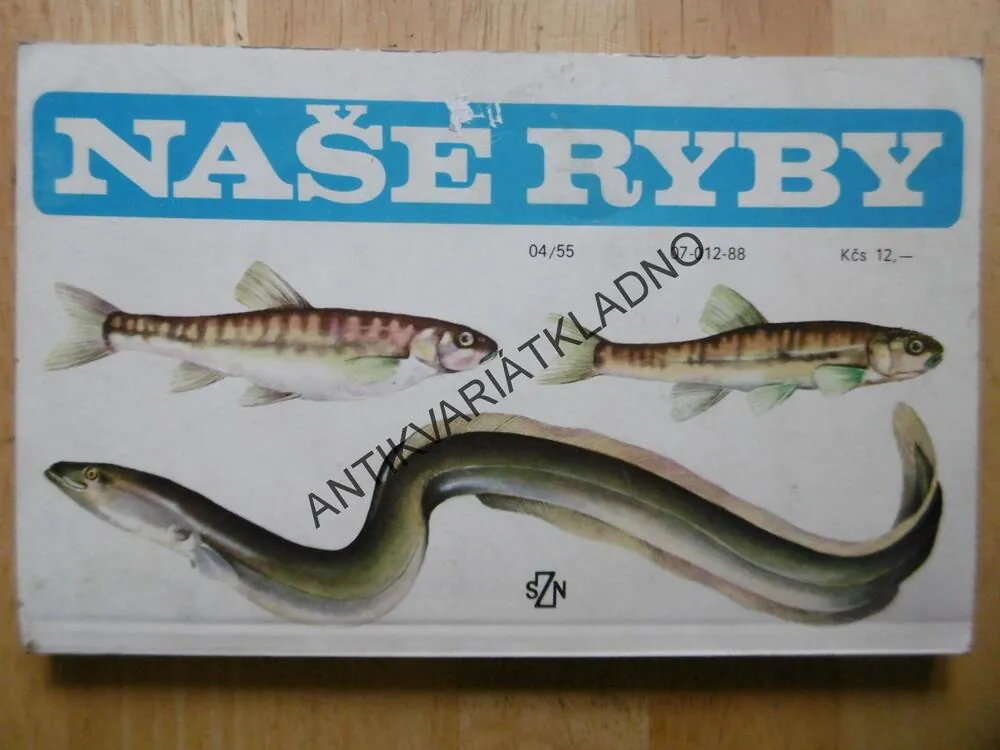 NAŠE RYBY
04/55 07-012-88 Kčs 12,—
ANTIKVARIÁTKLADNO
SZN